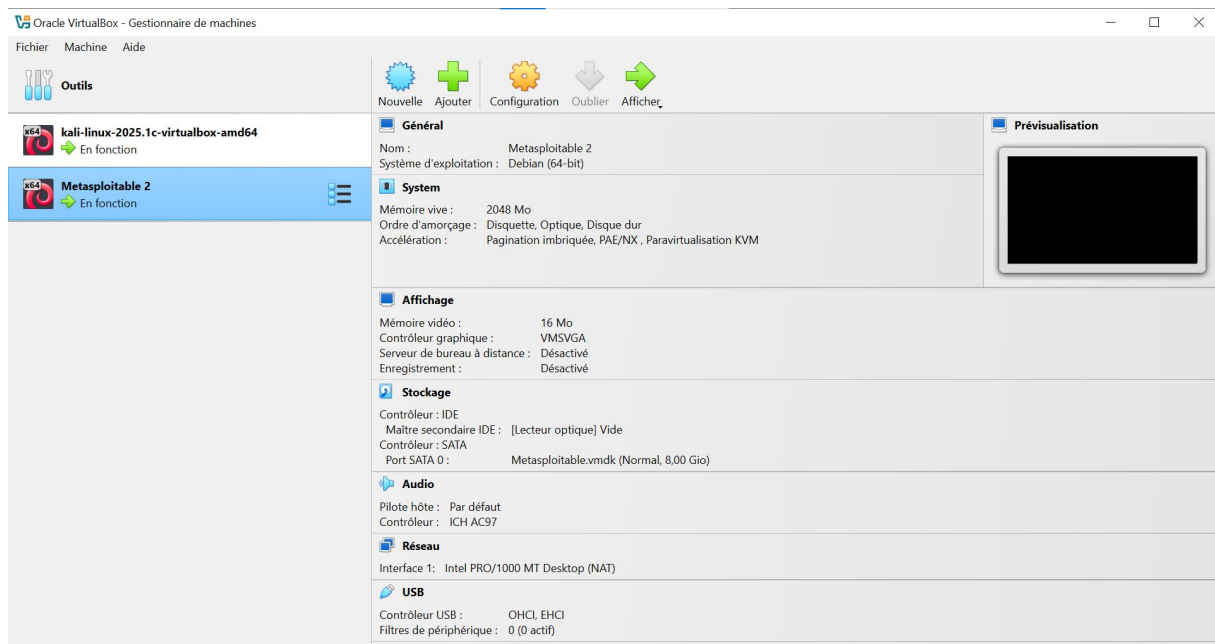 Oracle VirtualBox - Gestionnaire de machines
Fichier Machine Aide
Outils
Nouvelle Ajouter Configuration Oublier Afficher
x64 kali-linux-2025.1c-virtualbox-amd64
En fonction
x64 Metasploitable 2
En fonction
Général
Nom : Metasploitable 2
Système d'exploitation : Debian (64-bit)
Prévisualisation
System
Mémoire vive : 2048 Mo
Ordre d'amorçage : Disquette, Optique, Disque dur
Accélération : Pagination imbriquée, PAE/NX , Paravirtualisation KVM
Affichage
Mémoire vidéo : 16 Mo
Contrôleur graphique : VMSVGA
Serveur de bureau à distance : Désactivé
Enregistrement : Désactivé
Stockage
Contrôleur : IDE
Maître secondaire IDE : [Lecteur optique] Vide
Contrôleur : SATA
Port SATA 0 : Metasploitable.vmdk (Normal, 8,00 Gio)
Audio
Pilote hôte : Par défaut
Contrôleur : ICH AC97
Réseau
Interface 1: Intel PRO/1000 MT Desktop (NAT)
USB
Contrôleur USB : OHCI, EHCI
Filtres de périphérique : 0 (0 actif)